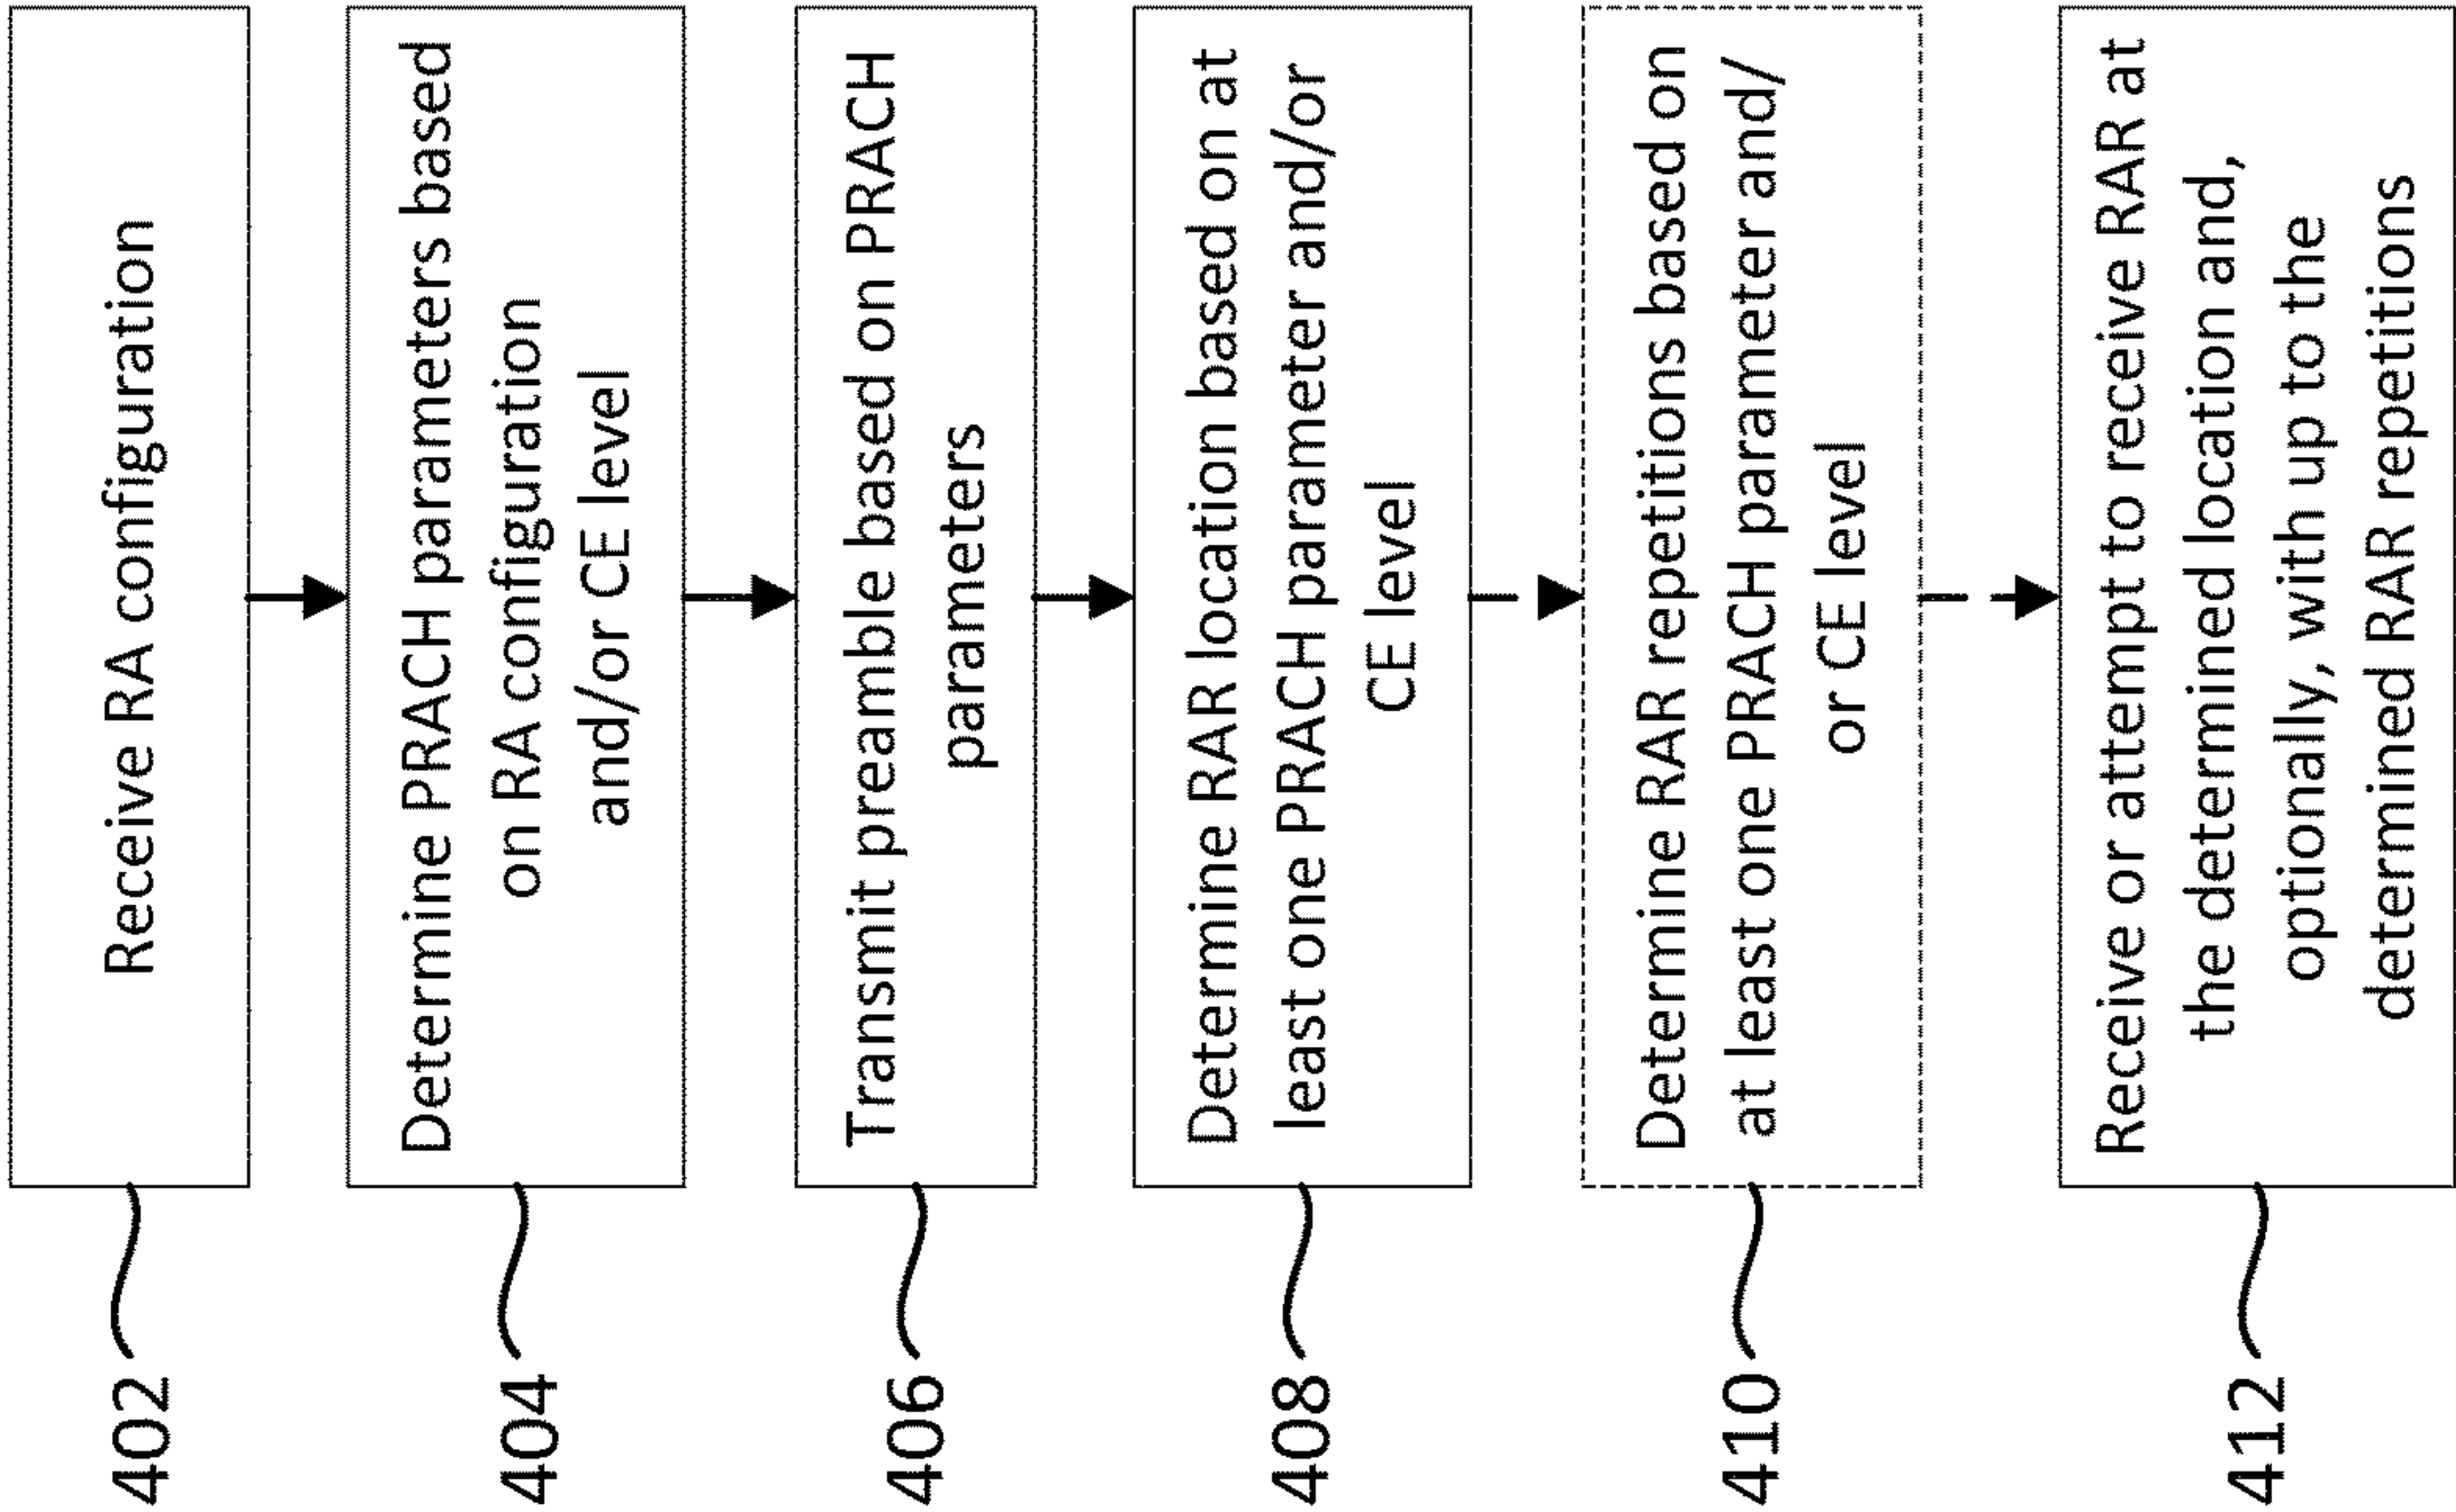 402
Receive RA configuration
404
Determine PRACH parameters based
on RA configuration
and/or CE level
406
Transmit preamble based on PRACH
parameters
408
Determine RAR location based on at
least one PRACH parameter and/or
CE level
410
Determine RAR repetitions based on
at least one PRACH parameter and/
or CE level
412
Receive or attempt to receive RAR at
the determined location and,
optionally, with up to the
determined RAR repetitions